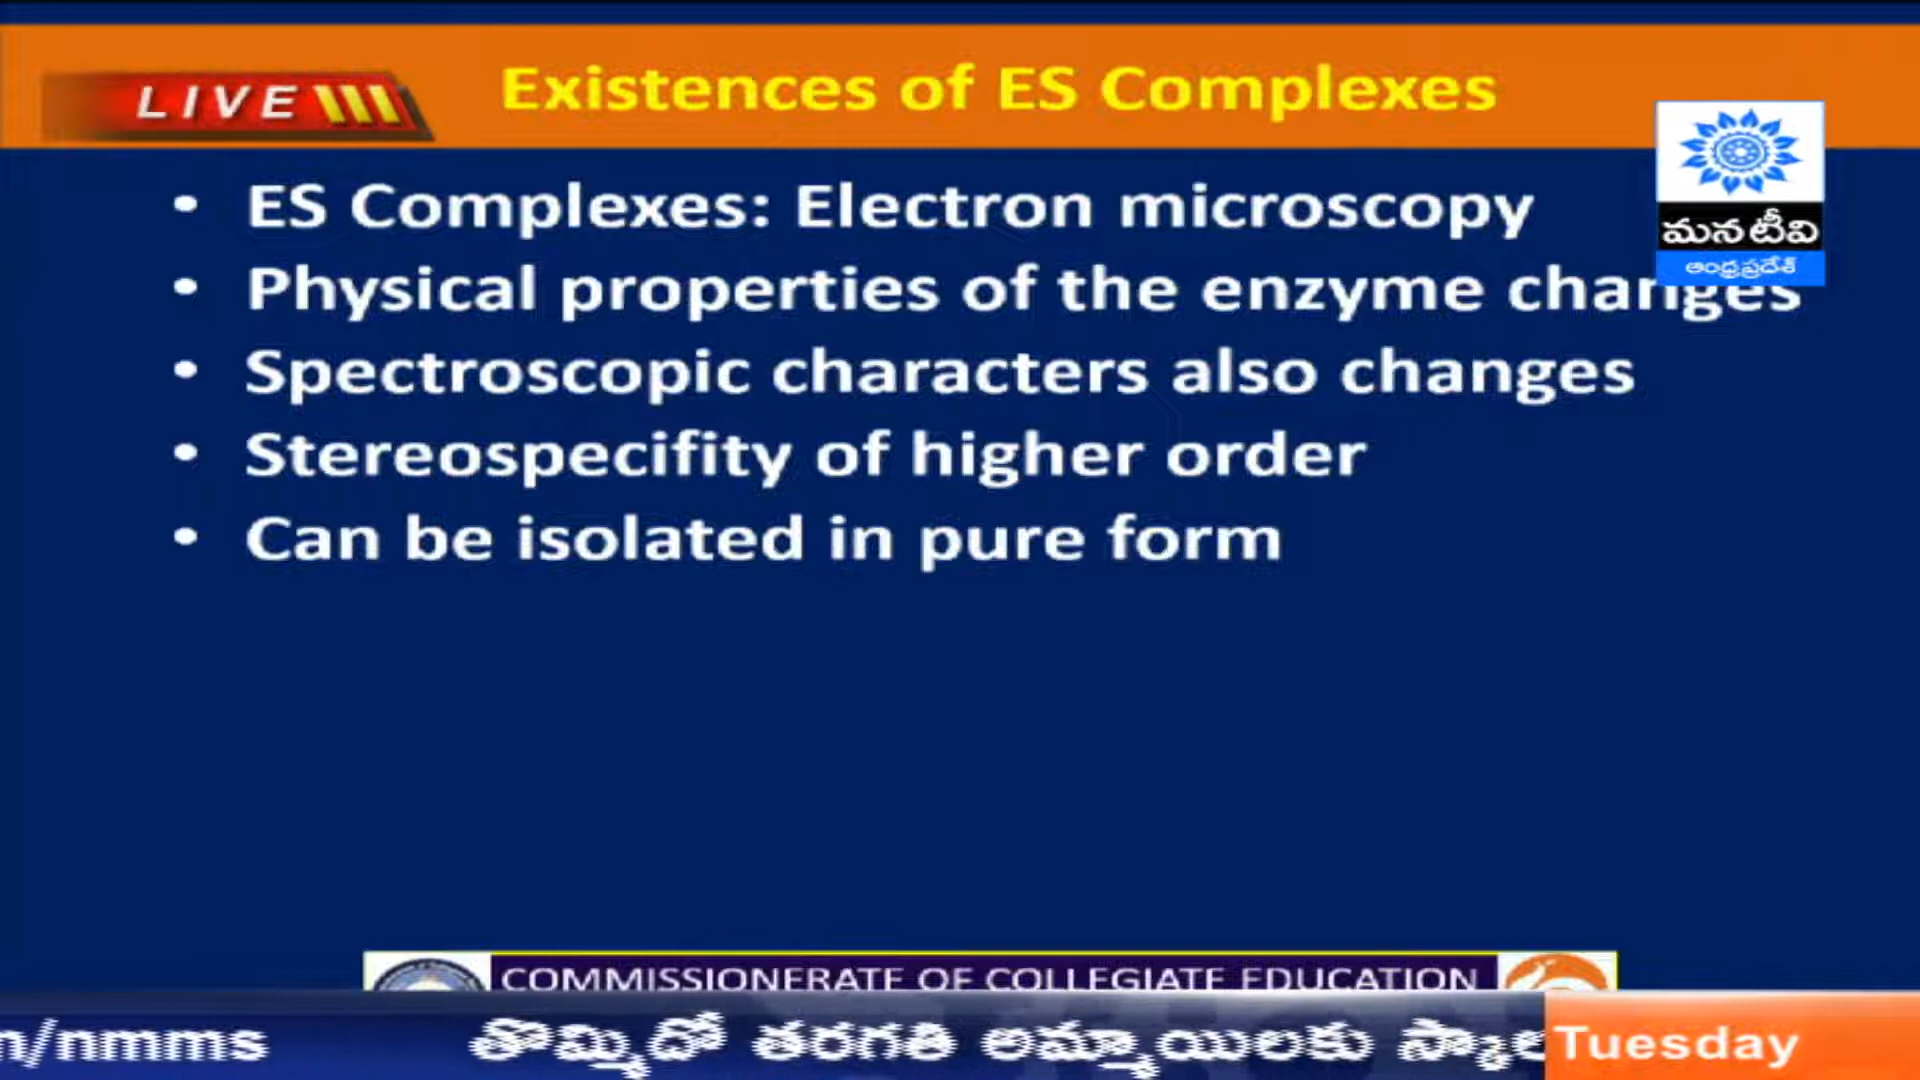 LIVE
Existences of ES Complexes
మన టీవి
ఆంధ్రప్రదేశ్
• ES Complexes: Electron microscopy
• Physical properties of the enzyme changes
• Spectroscopic characters also changes
• Stereospecifity of higher order
• Can be isolated in pure form
COMMISSIONERATE OF COLLEGIATE EDUCATION
n/nmms తొమ్మిదో తరగతి అమ్మాయిలకు
Tuesday